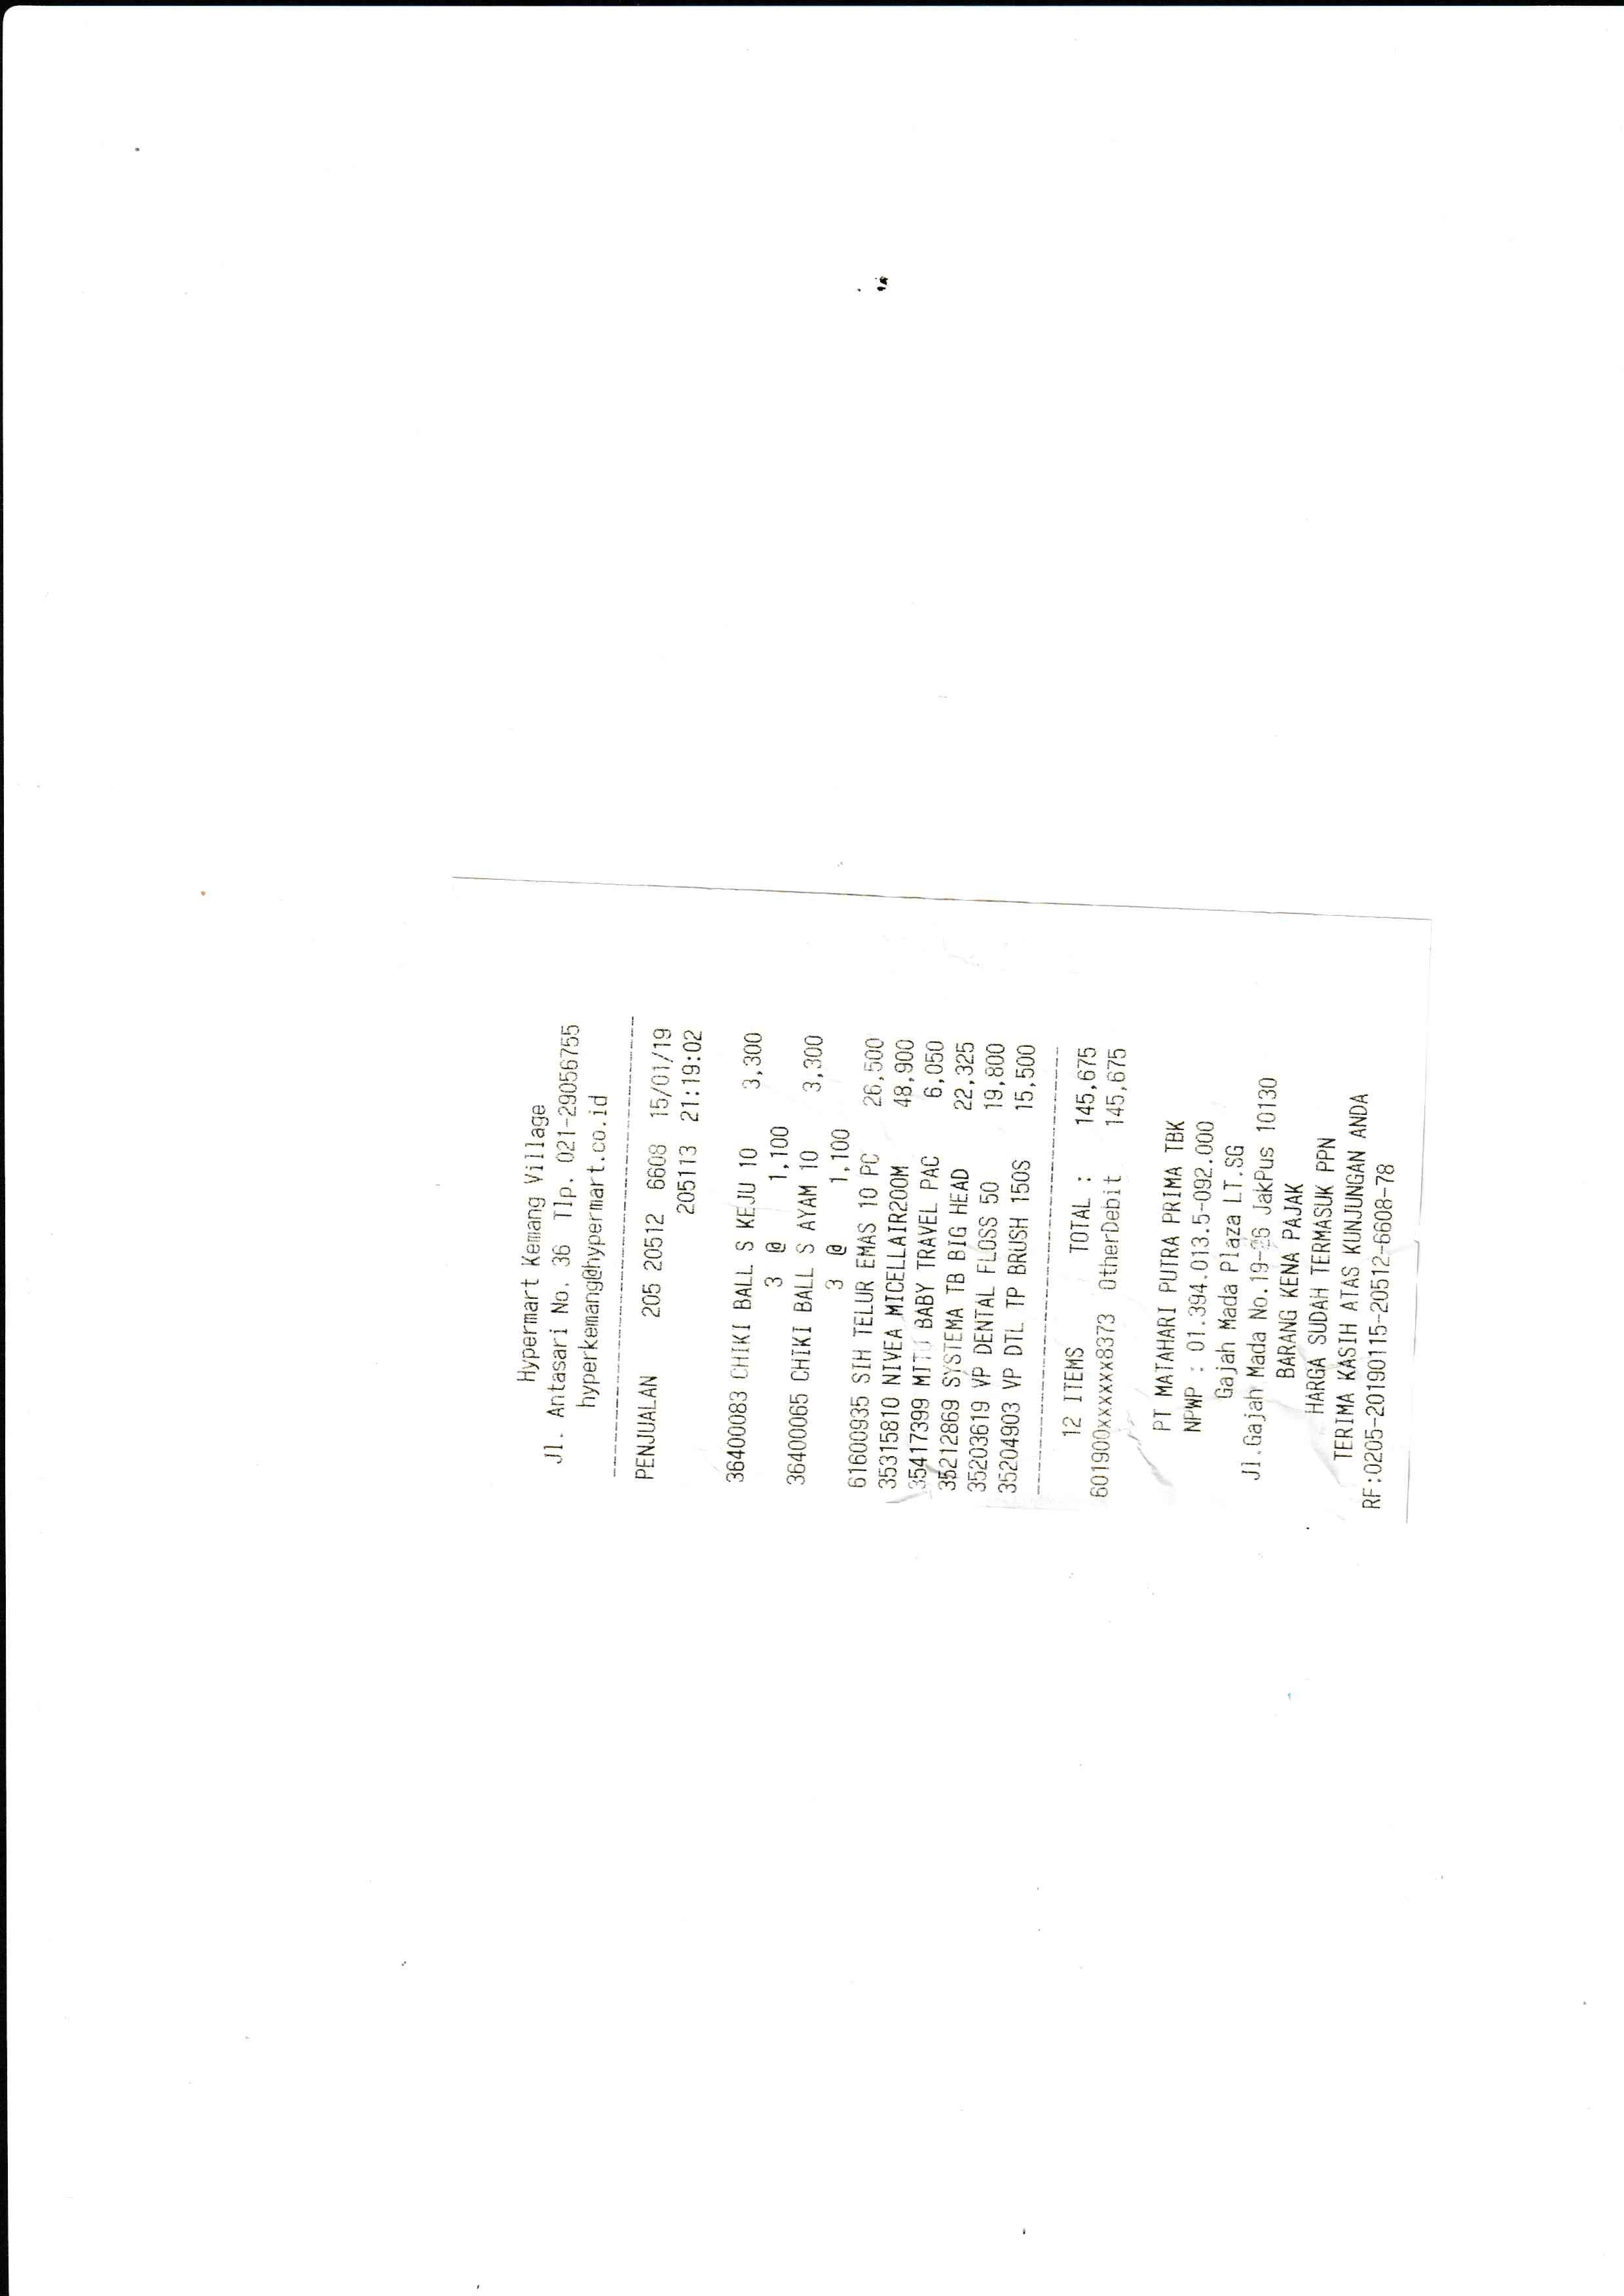 Hypermart Kemang Village
Jl. Antasari No. 36 Tlp. 021-29056755
hyperkemang@hypermart.co.id
----------------------------------------
PENJUALAN 205 20512 6608 15/01/19
205113 21:19:02
36400083 CHIKI BALL S KEJU 10 3,300
3 @ 1,100
36400065 CHIKI BALL S AYAM 10 3,300
3 @ 1,100
61600935 SIH TELUR EMAS 10 PC 26,500
35315810 NIVEA MICELLAIR200M 48,900
35417399 MITU BABY TRAVEL PAC 6,050
35212869 SYSTEMA TB BIG HEAD 22,325
35203619 VP DENTAL FLOSS 50 19,800
35204903 VP DTL TP BRUSH 150S 15,500
----------------------------------------
12 ITEMS TOTAL : 145,675
601900xxxxxx8373 OtherDebit 145,675
PT MATAHARI PUTRA PRIMA TBK
NPWP : 01.394.013.5-092.000
Gajah Mada Plaza LT.SG
Jl.Gajah Mada No.19-26 JakPus 10130
BARANG KENA PAJAK
HARGA SUDAH TERMASUK PPN
TERIMA KASIH ATAS KUNJUNGAN ANDA
RF:0205-20190115-20512-6608-78